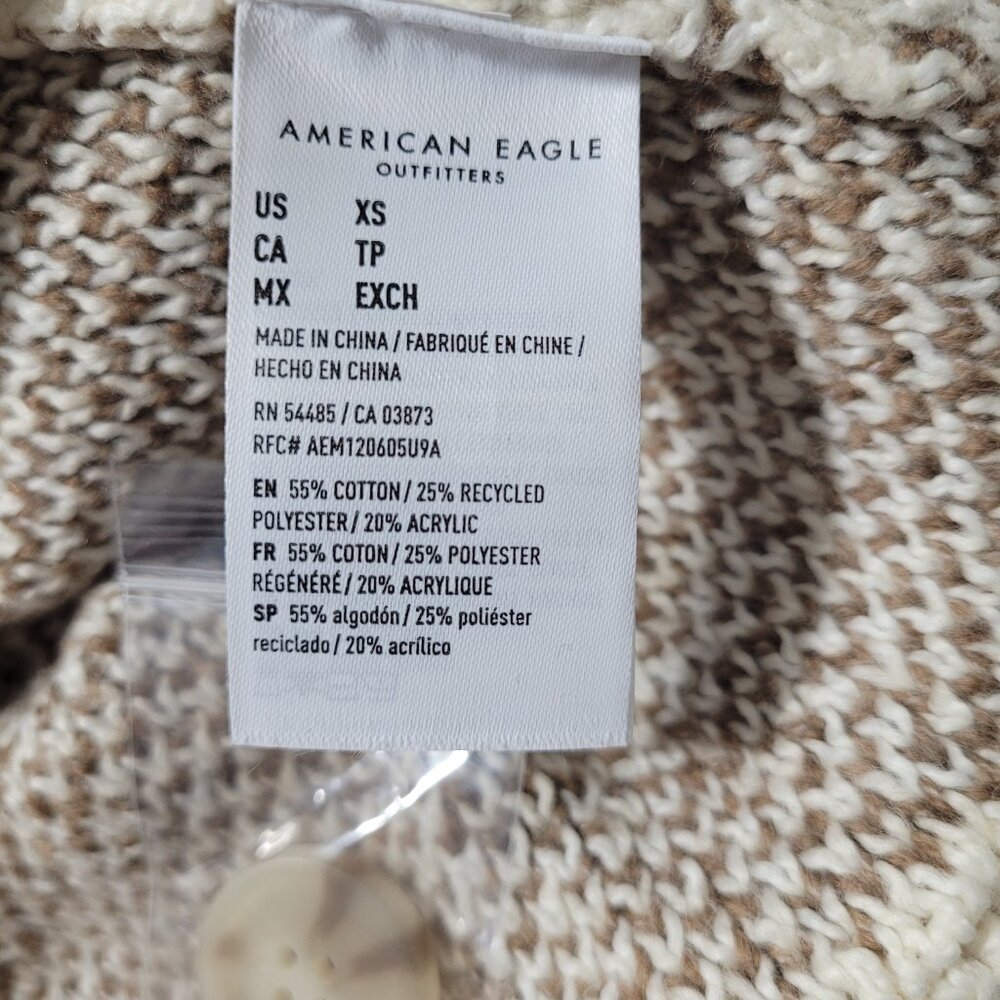 AMERICAN EAGLE
OUTFITTERS
US XS
CA TP
MX EXCH
MADE IN CHINA / FABRIQUÉ EN CHINE /
HECHO EN CHINA
RN 54485 / CA 03873
RFC# AEM120605U9A
EN 55% COTTON / 25% RECYCLED
POLYESTER / 20% ACRYLIC
FR 55% COTON / 25% POLYESTER
RÉGÉNÉRÉ / 20% ACRYLIQUE
SP 55% algodón / 25% poliéster
reciclado / 20% acrílico